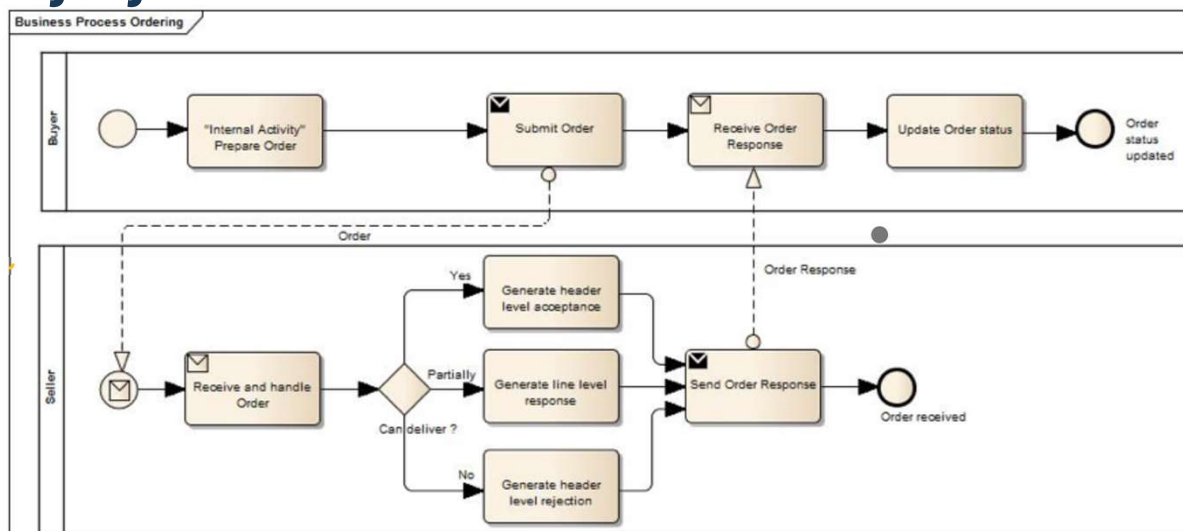 Business Process Ordering
Buyer
"Internal Activity"
Prepare Order
Submit Order
Receive Order
Response
Update Order status
Order
status
updated
Order
Order Response
Seller
Receive and handle
Order
Can deliver ?
Yes
Generate header
level acceptance
Partially
Generate line level
response
No
Generate header
level rejection
Send Order Response
Order received